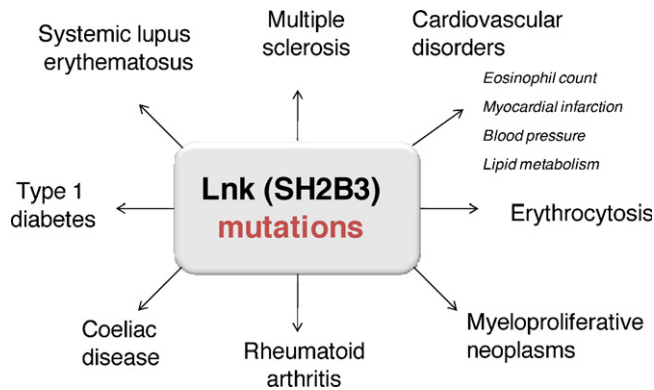 Systemic lupus
erythematosus
Multiple
sclerosis
Cardiovascular
disorders
Eosinophil count
Myocardial infarction
Blood pressure
Lipid metabolism
Type 1
diabetes
Lnk (SH2B3)
mutations
Erythrocytosis
Coeliac
disease
Rheumatoid
arthritis
Myeloproliferative
neoplasms